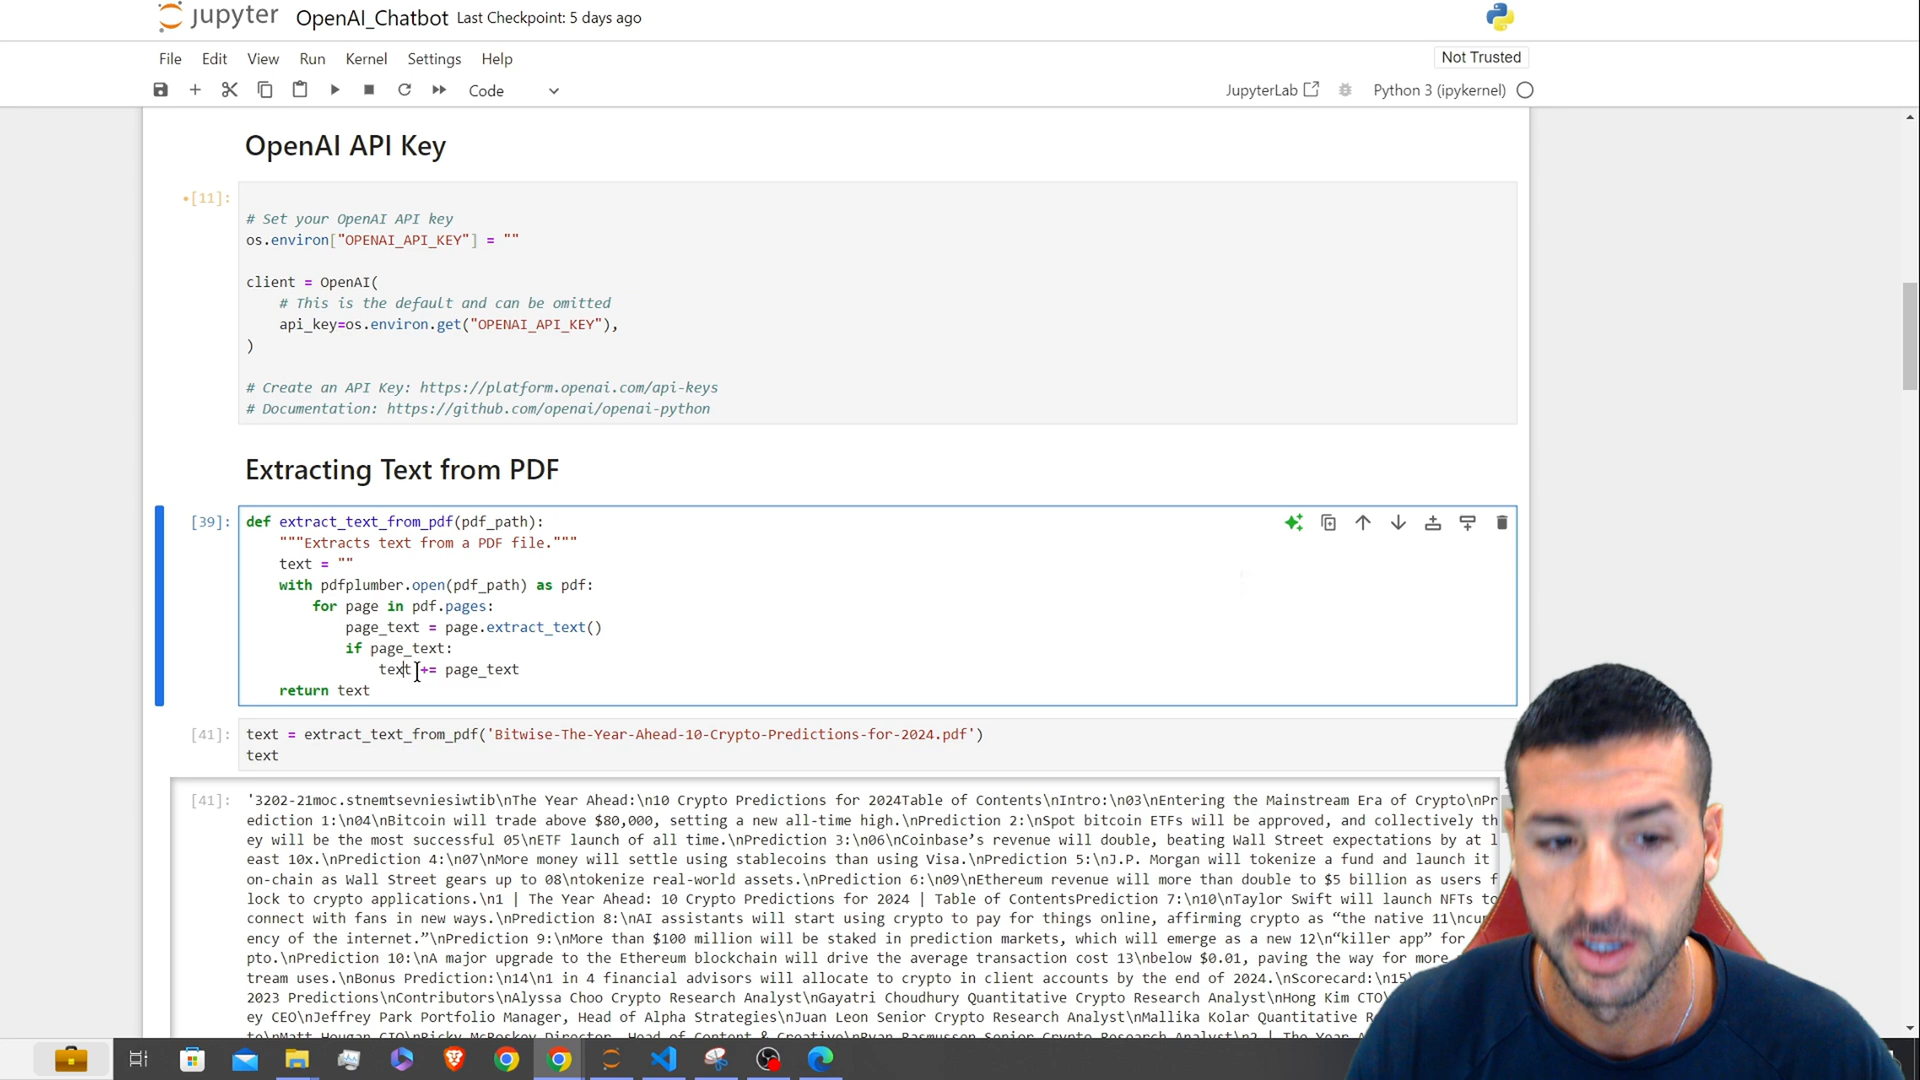 jupyter OpenAI_Chatbot Last Checkpoint: 5 days ago
File Edit View Run Kernel Settings Help Not Trusted
Code JupyterLab Python 3 (ipykernel)
OpenAI API Key
[11]:
# Set your OpenAI API key
os.environ["OPENAI_API_KEY"] = ""
client = OpenAI(
# This is the default and can be omitted
api_key=os.environ.get("OPENAI_API_KEY"),
)
# Create an API Key: https://platform.openai.com/api-keys
# Documentation: https://github.com/openai/openai-python
Extracting Text from PDF
[39]: def extract_text_from_pdf(pdf_path):
"""Extracts text from a PDF file."""
text = ""
with pdfplumber.open(pdf_path) as pdf:
for page in pdf.pages:
page_text = page.extract_text()
if page_text:
text += page_text
return text
[41]: text = extract_text_from_pdf('Bitwise-The-Year-Ahead-10-Crypto-Predictions-for-2024.pdf')
text
[41]: '3202-21moc.stnemtsevniesiwtib\nThe Year Ahead:\n10 Crypto Predictions for 2024Table of Contents\nIntro:\n03\nEntering the Mainstream Era of Crypto\nPr
ediction 1:\n04\nBitcoin will trade above $80,000, setting a new all-time high.\nPrediction 2:\nSpot bitcoin ETFs will be approved, and collectively th
ey will be the most successful 05\nETF launch of all time.\nPrediction 3:\n06\nCoinbase’s revenue will double, beating Wall Street expectations by at l
east 10x.\nPrediction 4:\n07\nMore money will settle using stablecoins than using Visa.\nPrediction 5:\nJ.P. Morgan will tokenize a fund and launch it
on-chain as Wall Street gears up to 08\ntokenize real-world assets.\nPrediction 6:\n09\nEthereum revenue will more than double to $5 billion as users f
lock to crypto applications.\n1 | The Year Ahead: 10 Crypto Predictions for 2024 | Table of ContentsPrediction 7:\n10\nTaylor Swift will launch NFTs to
connect with fans in new ways.\nPrediction 8:\nAI assistants will start using crypto to pay for things online, affirming crypto as “the native 11\ncur
ency of the internet.”\nPrediction 9:\nMore than $100 million will be staked in prediction markets, which will emerge as a new 12\n“killer app” for
pto.\nPrediction 10:\nA major upgrade to the Ethereum blockchain will drive the average transaction cost 13\nbelow $0.01, paving the way for more
tream uses.\nBonus Prediction:\n14\n1 in 4 financial advisors will allocate to crypto in client accounts by the end of 2024.\nScorecard:\n15
2023 Predictions\nContributors\nAlyssa Choo Crypto Research Analyst\nGayatri Choudhury Quantitative Crypto Research Analyst\nHong Kim CTO
ey CEO\nJeffrey Park Portfolio Manager, Head of Alpha Strategies\nJuan Leon Senior Crypto Research Analyst\nMallika Kolar Quantitative R
to\nMatt Hougan CIO\nRicky McRoskey Director, Head of Content & Creative\nRyan Rasmussen Senior Crypto Research Analyst\n2 | The Year A